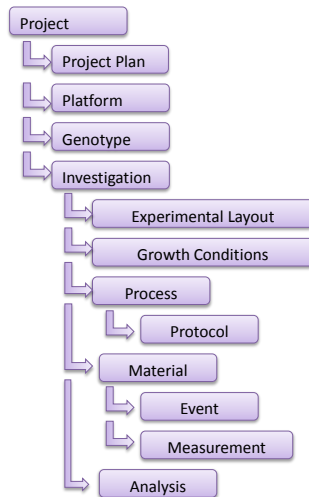 Project
Project Plan
Platform
Genotype
Investigation
Experimental Layout
Growth Conditions
Process
Protocol
Material
Event
Measurement
Analysis